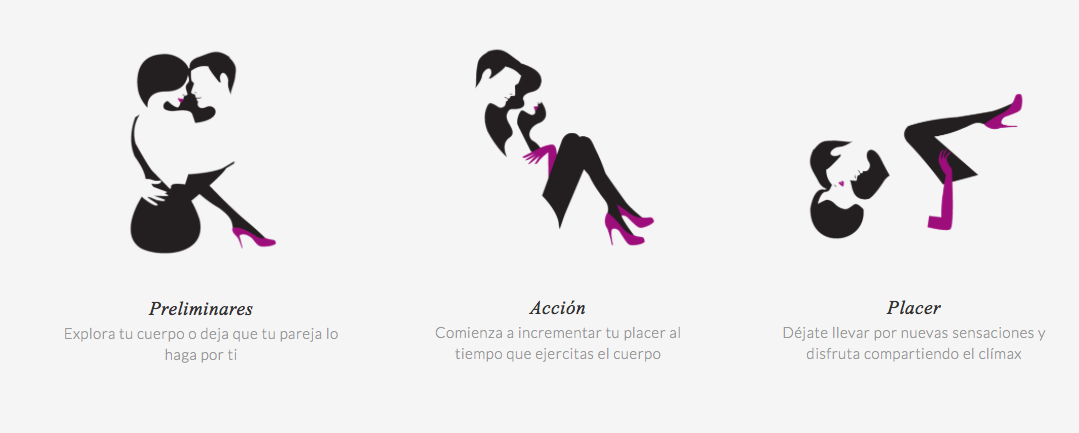 Preliminares
Explora tu cuerpo o deja que tu pareja lo
haga por ti
Acción
Comienza a incrementar tu placer al
tiempo que ejercitas el cuerpo
Placer
Déjate llevar por nuevas sensaciones y
disfruta compartiendo el clímax